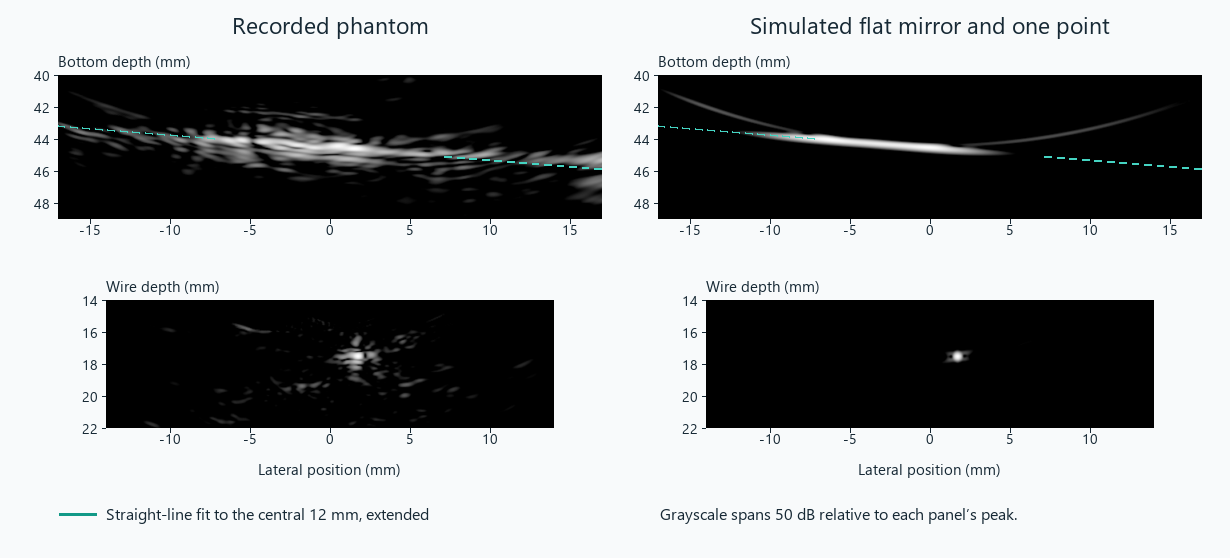 Recorded phantom
Simulated flat mirror and one point
Bottom depth (mm)
Bottom depth (mm)
40
42
44
46
48
-15 -10 -5 0 5 10 15
40
42
44
46
48
-15 -10 -5 0 5 10 15
Wire depth (mm)
Wire depth (mm)
14
16
18
20
22
-10 -5 0 5 10
14
16
18
20
22
-10 -5 0 5 10
Lateral position (mm)
Lateral position (mm)
Straight-line fit to the central 12 mm, extended
Grayscale spans 50 dB relative to each panel’s peak.